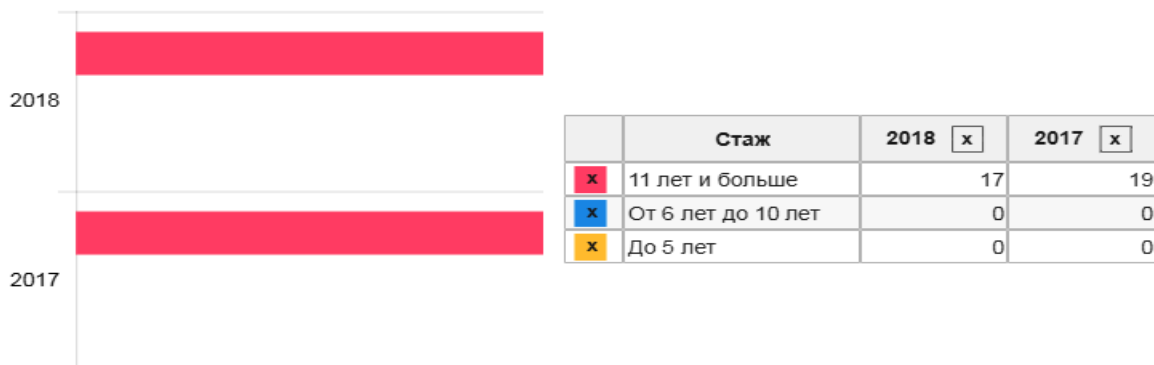 2018
2017
Стаж 2018 x 2017 x
x 11 лет и больше 17 19
x От 6 лет до 10 лет 0 0
x До 5 лет 0 0